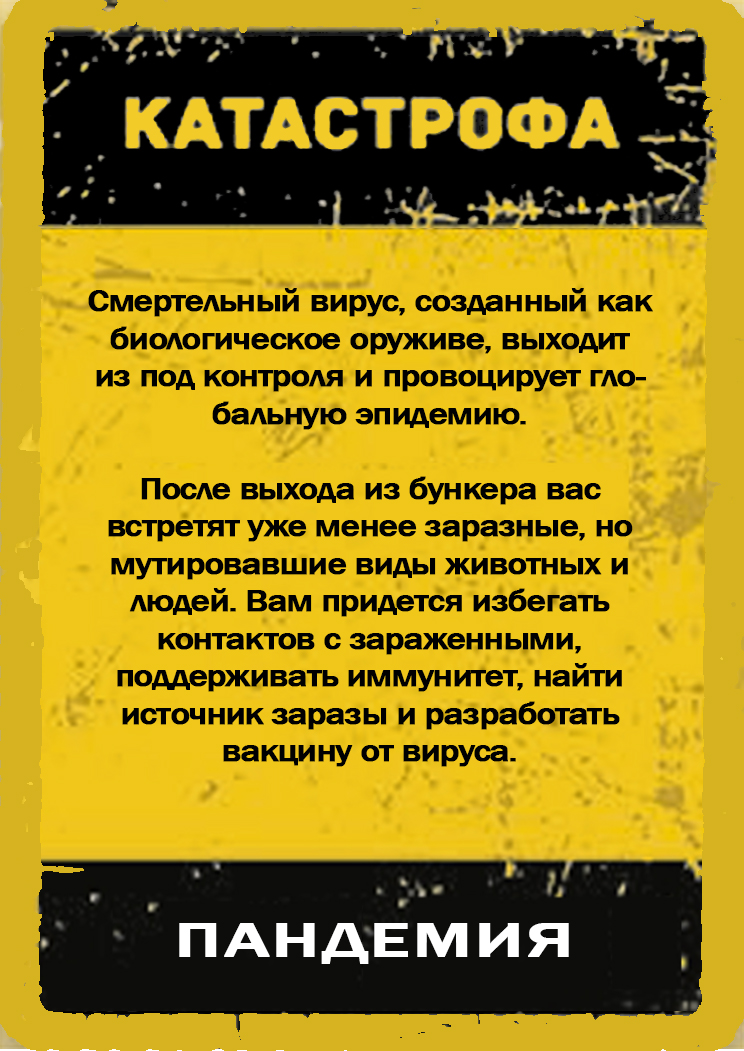 КАТАСТРОФА
Смертельный вирус, созданный как
биологическое оруживе, выходит
из под контроля и провоцирует гло-
бальную эпидемию.
После выхода из бункера вас
встретят уже менее заразные, но
мутировавшие виды животных и
людей. Вам придется избегать
контактов с зараженными,
поддерживать иммунитет, найти
источник заразы и разработать
вакцину от вируса.
ПАНДЕМИЯ